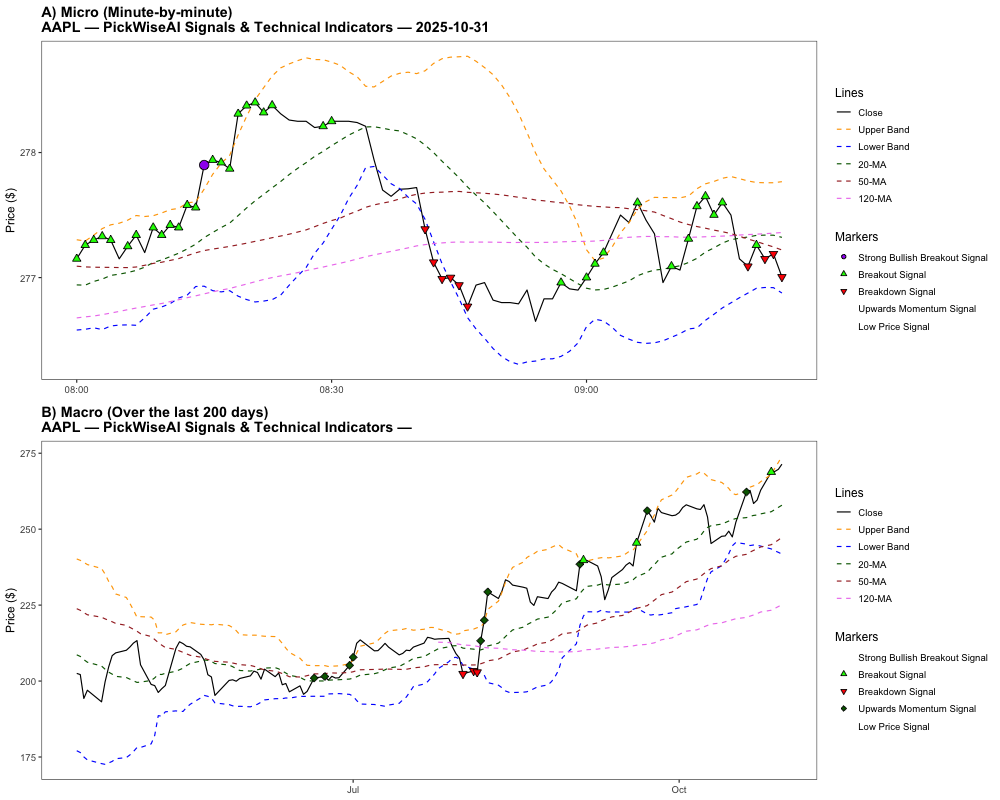 A) Micro (Minute-by-minute)
AAPL — PickWiseAI Signals & Technical Indicators — 2025-10-31
Price ($)
278
277
08:00
08:30
09:00
Lines
Close
Upper Band
Lower Band
20-MA
50-MA
120-MA
Markers
Strong Bullish Breakout Signal
Breakout Signal
Breakdown Signal
Upwards Momentum Signal
Low Price Signal
B) Macro (Over the last 200 days)
AAPL — PickWiseAI Signals & Technical Indicators —
Price ($)
275
250
225
200
175
Jul
Oct
Lines
Close
Upper Band
Lower Band
20-MA
50-MA
120-MA
Markers
Strong Bullish Breakout Signal
Breakout Signal
Breakdown Signal
Upwards Momentum Signal
Low Price Signal